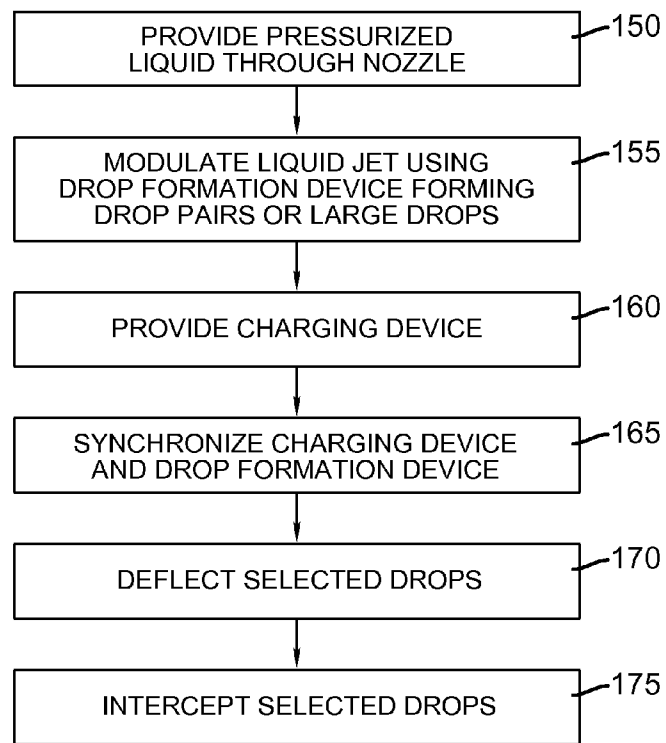 PROVIDE PRESSURIZED
LIQUID THROUGH NOZZLE
150
MODULATE LIQUID JET USING
DROP FORMATION DEVICE FORMING
DROP PAIRS OR LARGE DROPS
155
PROVIDE CHARGING DEVICE
160
SYNCHRONIZE CHARGING DEVICE
AND DROP FORMATION DEVICE
165
DEFLECT SELECTED DROPS
170
INTERCEPT SELECTED DROPS
175